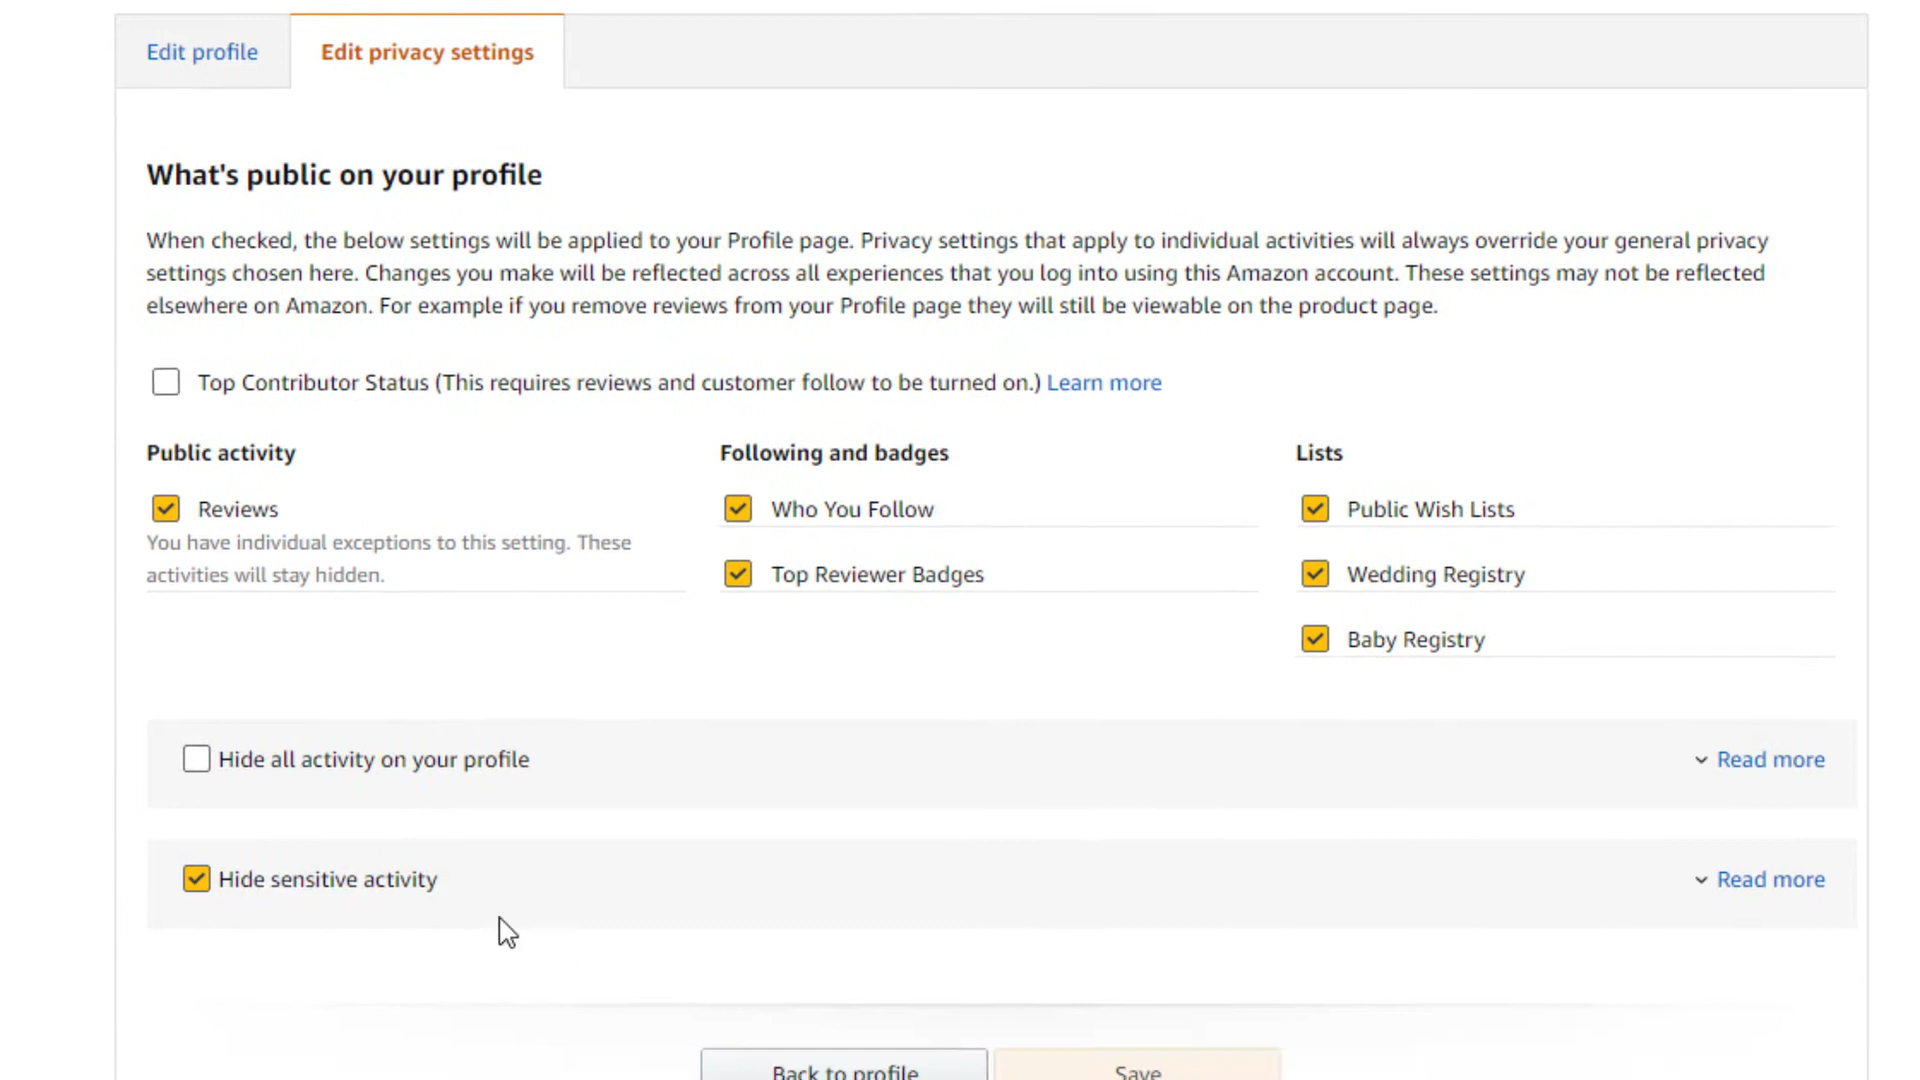 Edit profile
Edit privacy settings
What's public on your profile
When checked, the below settings will be applied to your Profile page. Privacy settings that apply to individual activities will always override your general privacy
settings chosen here. Changes you make will be reflected across all experiences that you log into using this Amazon account. These settings may not be reflected
elsewhere on Amazon. For example if you remove reviews from your Profile page they will still be viewable on the product page.
Top Contributor Status (This requires reviews and customer follow to be turned on.) Learn more
Public activity
Reviews
You have individual exceptions to this setting. These
activities will stay hidden.
Following and badges
Who You Follow
Top Reviewer Badges
Lists
Public Wish Lists
Wedding Registry
Baby Registry
Hide all activity on your profile
Read more
Hide sensitive activity
Read more
Back to profile
Save